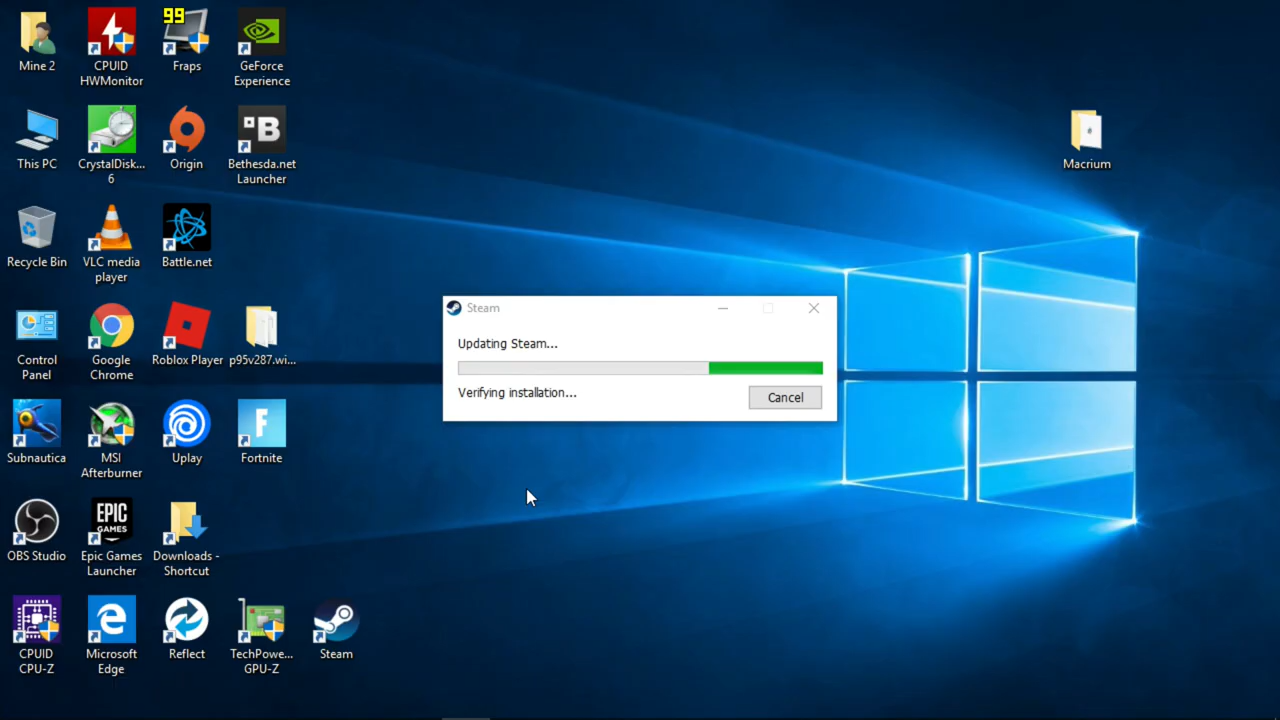 99
Mine 2
CPUID
HWMonitor
Fraps
GeForce
Experience
This PC
CrystalDisk...
6
Origin
B
Bethesda.net
Launcher
Macrium
Recycle Bin
VLC media
player
Battle.net
Steam
Updating Steam...
Verifying installation...
Cancel
Control
Panel
Google
Chrome
Roblox Player
p95v287.wi...
Subnautica
MSI
Afterburner
Uplay
F
Fortnite
OBS Studio
EPIC
GAMES
Epic Games
Launcher
Downloads -
Shortcut
CPUID
CPU-Z
Microsoft
Edge
Reflect
TechPowe...
GPU-Z
Steam